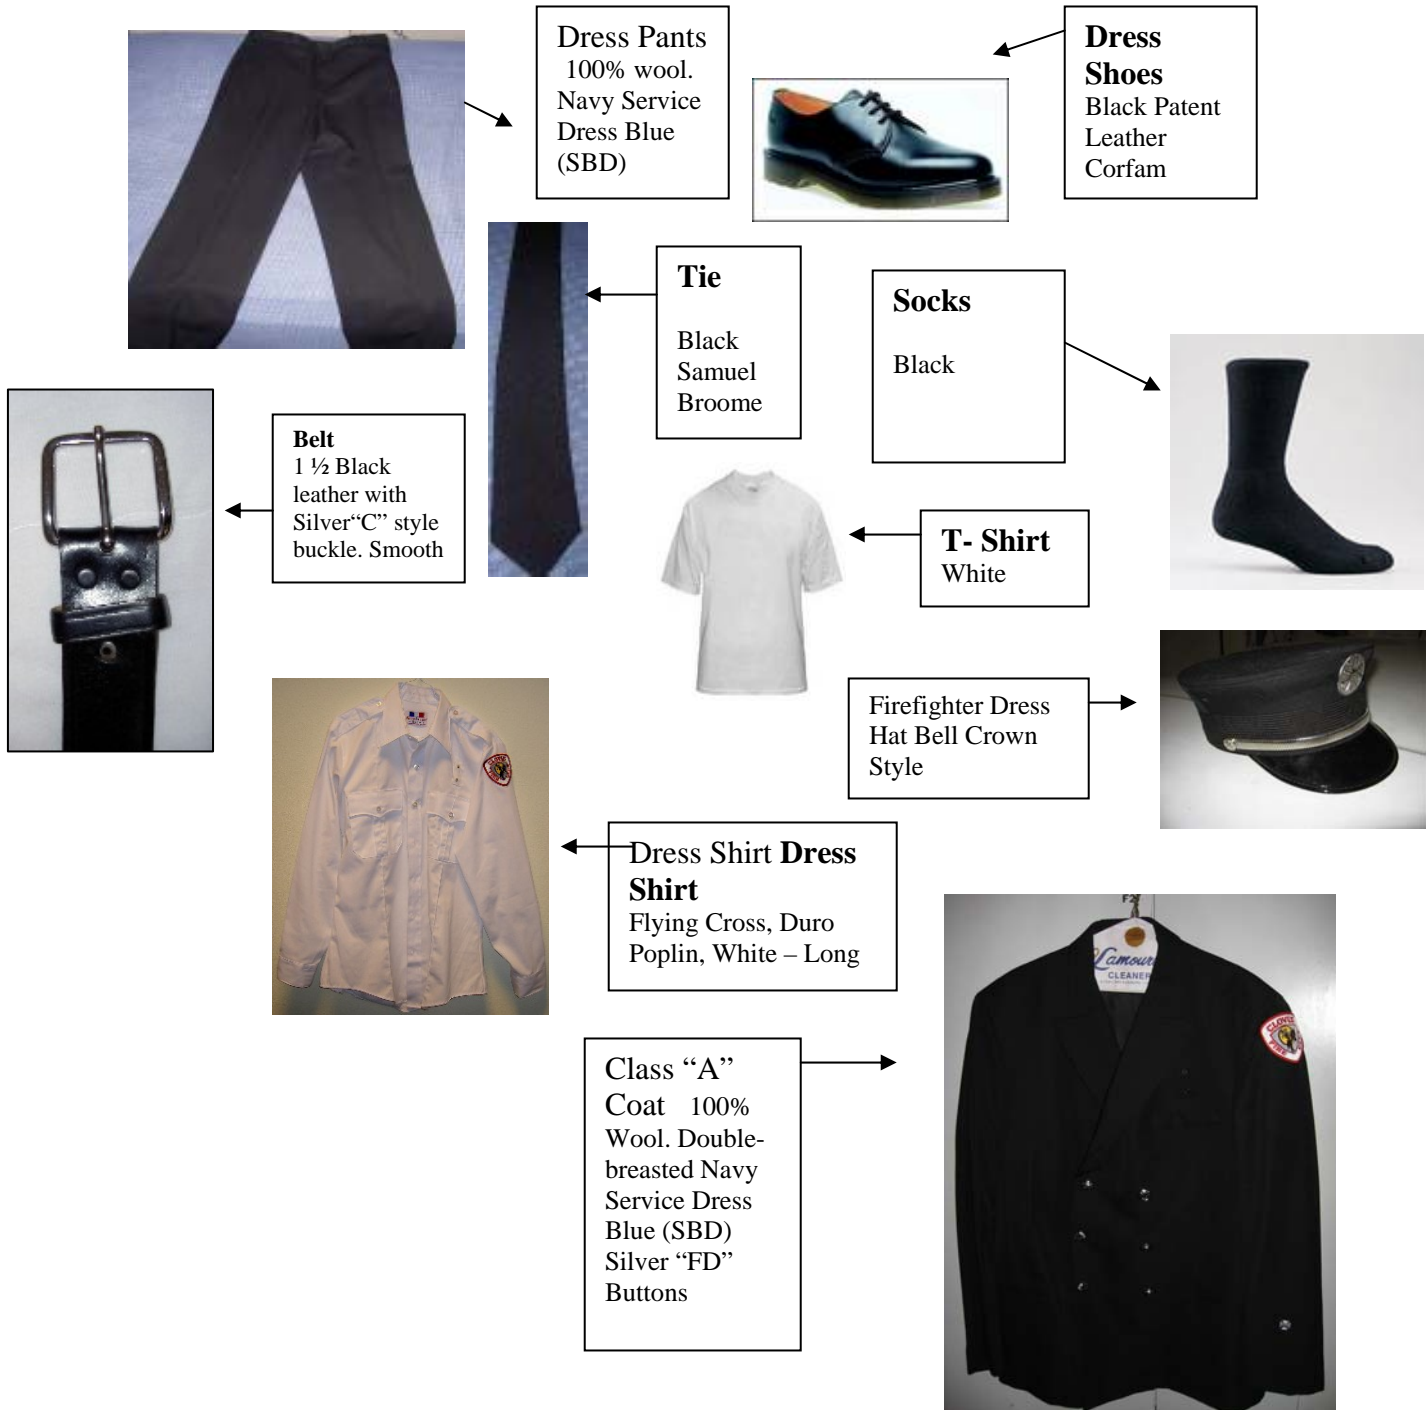 Dress Pants
100% wool.
Navy Service
Dress Blue
(SBD)
Dress
Shoes
Black Patent
Leather
Corfam
Tie
Black
Samuel
Broome
Socks
Black
Belt
1 ½ Black
leather with
Silver“C” style
buckle. Smooth
T- Shirt
White
Firefighter Dress
Hat Bell Crown
Style
Dress Shirt Dress
Shirt
Flying Cross, Duro
Poplin, White – Long
Class “A”
Coat 100%
Wool. Double-
breasted Navy
Service Dress
Blue (SBD)
Silver “FD”
Buttons
CLEANER
FIRE